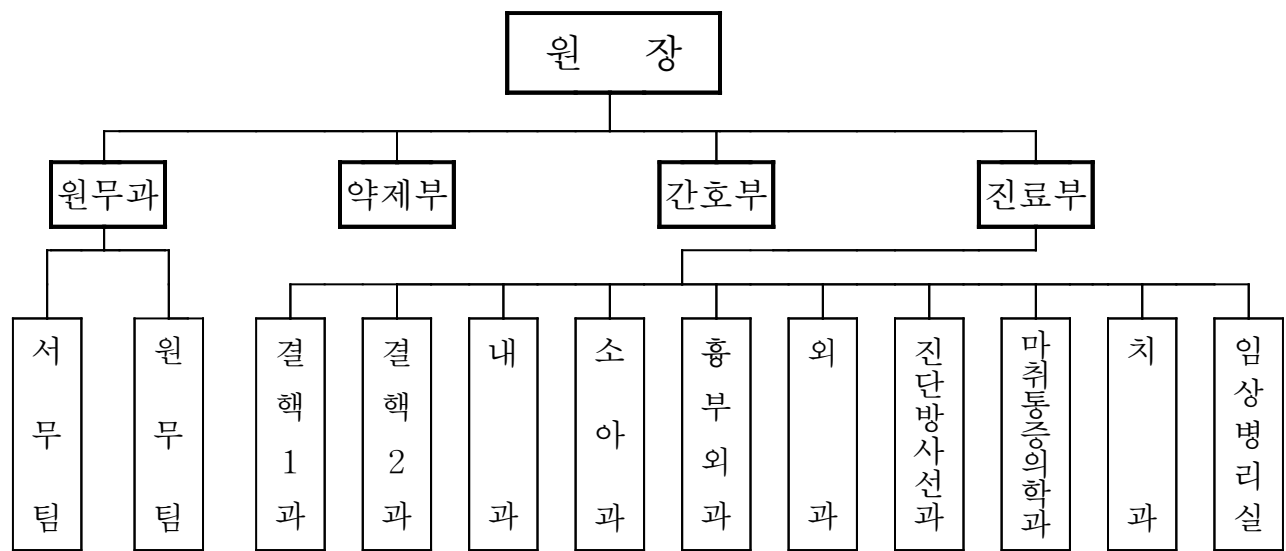 원 장
원무과
약제부
간호부
진료부
서무팀
원무팀
결핵1과
결핵2과
내과
소아과
흉부외과
외과
진단방사선과
마취통증의학과
치과
임상병리실